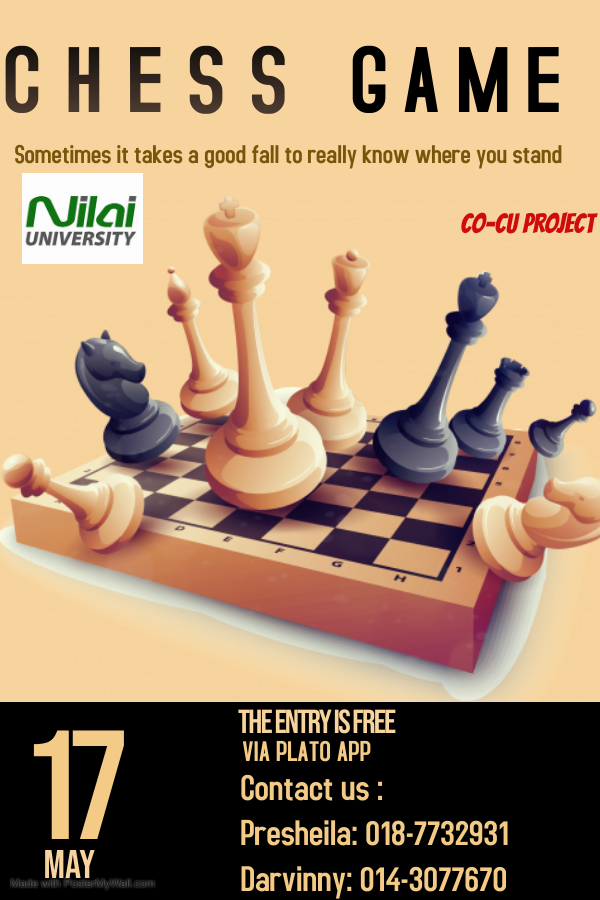 CHESS GAME
Sometimes it takes a good fall to really know where you stand
Nilai
UNIVERSITY
CO-CU PROJECT
D E F G H 1
17
MAY
THE ENTRY IS FREE
VIA PLATO APP
Contact us :
Presheila: 018-7732931
Darvinny: 014-3077670
Made with PosterMyWall.com